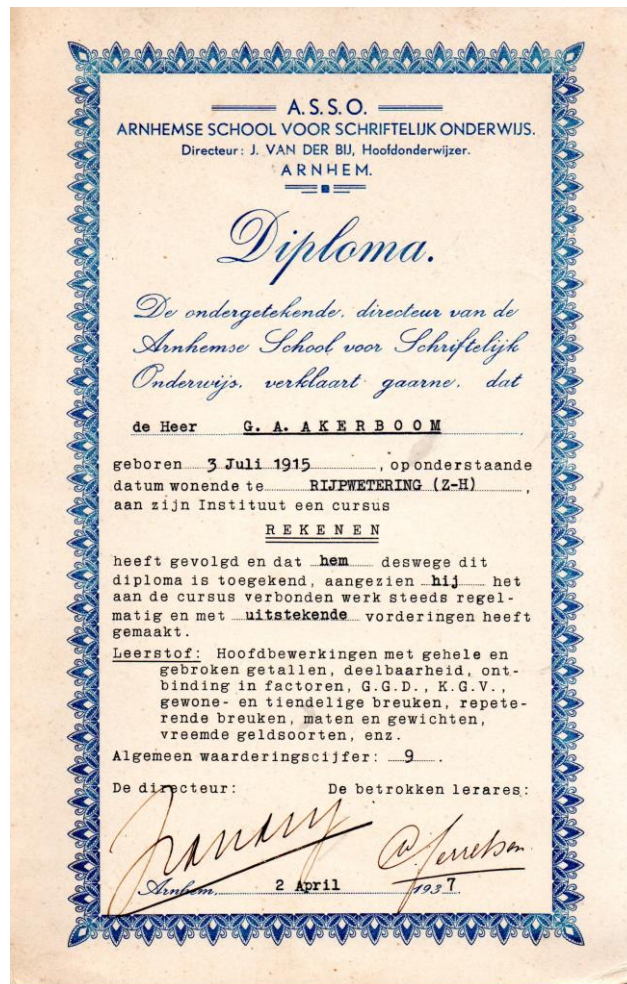 A.S.S.O.
ARNHEMSE SCHOOL VOOR SCHRIFTELIJK ONDERWIJS.
Directeur: J. VAN DER BIJ, Hoofdonderwijzer.
ARNHEM.
Diploma.
De ondergetekende, directeur van de
Arnhemse School voor Schriftelijk
Onderwijs, verklaart gaarne, dat
de Heer G. A. AKERBOOM
geboren 3 Juli 1915, op onderstaande
datum wonende te RIJPWETERING (Z-H),
aan zijn Instituut een cursus
REKENEN
heeft gevolgd en dat hem deswege dit
diploma is toegekend, aangezien hij het
aan de cursus verbonden werk steeds regel-
matig en met uitstekende vorderingen heeft
gemaakt.
Leerstof: Hoofdbewerkingen met gehele en
gebroken getallen, deelbaarheid, ont-
binding in factoren, G.G.D., K.G.V.,
gewone- en tiendelige breuken, repete-
rende breuken, maten en gewichten,
vreemde geldsoorten, enz.
Algemeen waarderingscijfer: 9.
De directeur: De betrokken lerares:
Arnhem, 2 April 1937